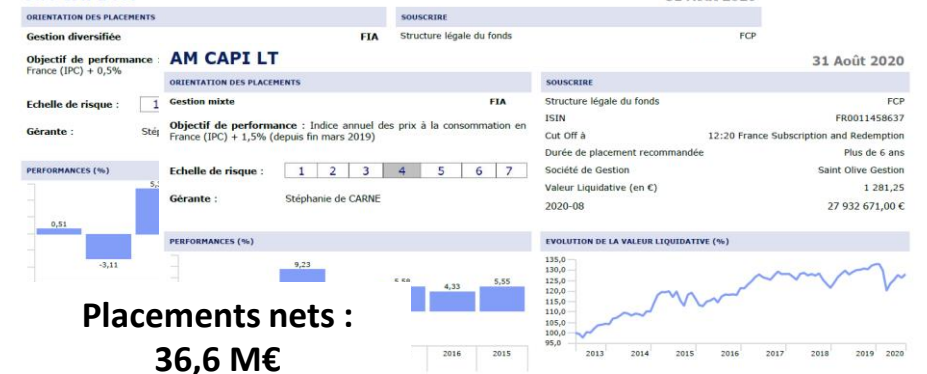 ORIENTATION DES PLACEMENTS
SOUSCRIRE
Gestion diversifiée FIA
Structure légale du fonds FCP
Objectif de performance :
France (IPC) + 0,5%
Echelle de risque : 1
Gérante :
PERFORMANCES (%)
0,51
-3,11
AM CAPI LT
31 Août 2020
ORIENTATION DES PLACEMENTS
Gestion mixte FIA
Objectif de performance : Indice annuel des prix à la consommation en
France (IPC) + 1,5% (depuis fin mars 2019)
Echelle de risque : 1 2 3 4 5 6 7
Gérante : Stéphanie de CARNE
SOUSCRIRE
Structure légale du fonds FCP
ISIN FR0011458637
Cut Off à 12:20 France Subscription and Redemption
Durée de placement recommandée Plus de 6 ans
Société de Gestion Saint Olive Gestion
Valeur Liquidative (en €) 1 281,25
2020-08 27 932 671,00 €
PERFORMANCES (%)
9,23
4,33
5,55
2016 2015
EVOLUTION DE LA VALEUR LIQUIDATIVE (%)
135,0
130,0
125,0
120,0
115,0
110,0
105,0
100,0
95,0
2013 2014 2015 2016 2017 2018 2019 2020
Placements nets :
36,6 M€